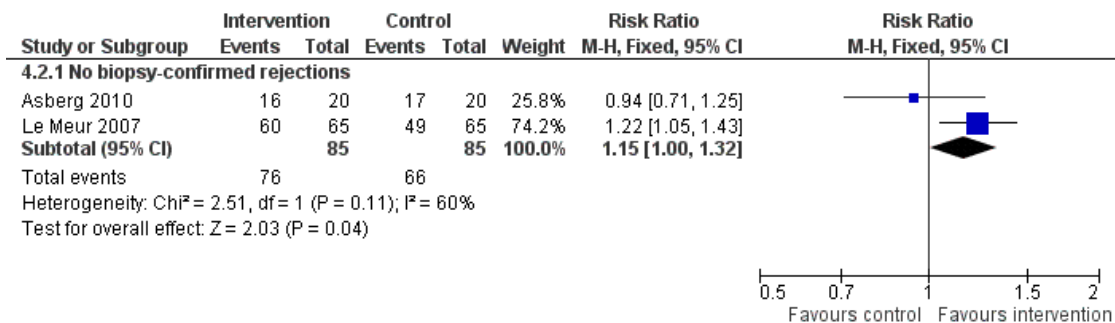 Intervention Control Risk Ratio Risk Ratio
Study or Subgroup Events Total Events Total Weight M-H, Fixed, 95% CI M-H, Fixed, 95% CI
4.2.1 No biopsy-confirmed rejections
Asberg 2010 16 20 17 20 25.8% 0.94 [0.71, 1.25]
Le Meur 2007 60 65 49 65 74.2% 1.22 [1.05, 1.43]
Subtotal (95% CI) 85 85 100.0% 1.15 [1.00, 1.32]
Total events 76 66
Heterogeneity: Chi² = 2.51, df = 1 (P = 0.11); I² = 60%
Test for overall effect: Z = 2.03 (P = 0.04)
0.5 0.7 1 1.5 2
Favours control Favours intervention